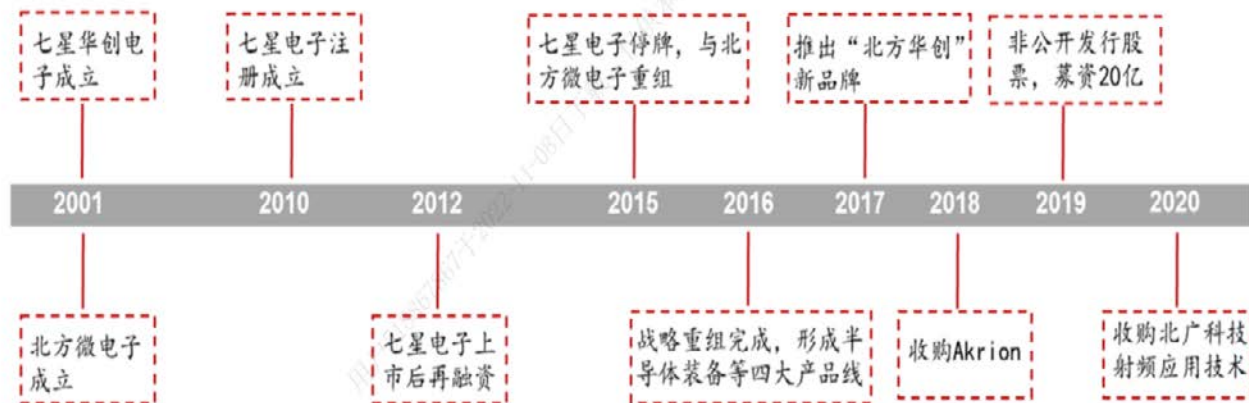 七星华创电
子成立
七星电子注
册成立
七星电子停牌，与北
方微电子重组
推出“北方华创”
新品牌
非公开发行股
票，募资20亿
2001
2010
2012
2015
2016
2017
2018
2019
2020
北方微电子
成立
七星电子上
市后再融资
战略重组完成，形成半
导体装备等四大产品线
收购Akrion
收购北广科技
射频应用技术